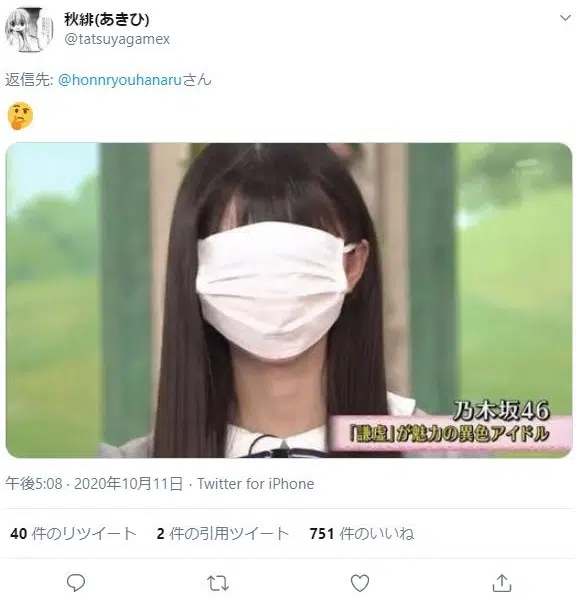 秋緋(あきひ)
@tatsuyagamex
返信先: @honnryouhanaruさん
乃木坂46
「謙虚」が魅力の異色アイドル
午後5:08 · 2020年10月11日 · Twitter for iPhone
40 件のリツイート 2 件の引用ツイート 751 件のいいね